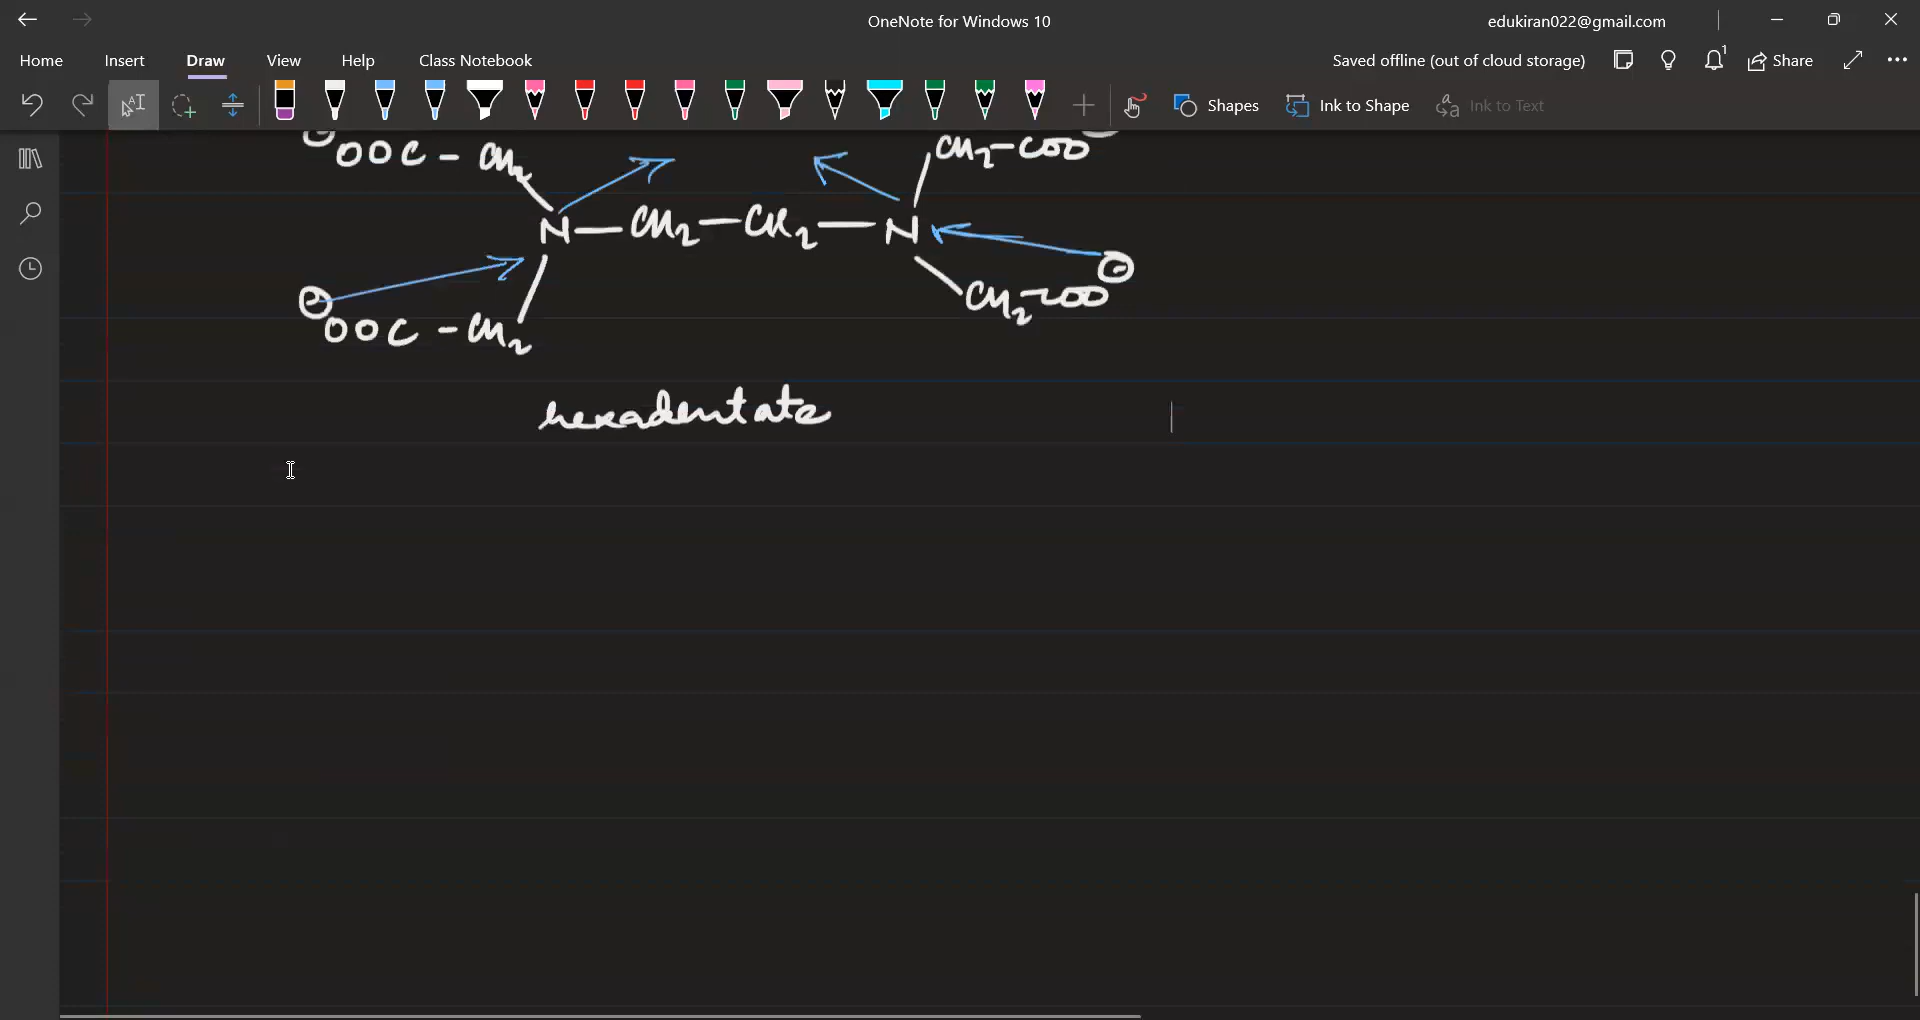 OneNote for Windows 10
edukiran022@gmail.com
Home Insert Draw View Help Class Notebook
Saved offline (out of cloud storage) 1 Share
Shapes Ink to Shape Ink to Text
⊖OOC - CH2 CH2-COO⊖
N-CH2-CH2-N
⊖OOC - CH2 CH2-COO⊖
hexadentate